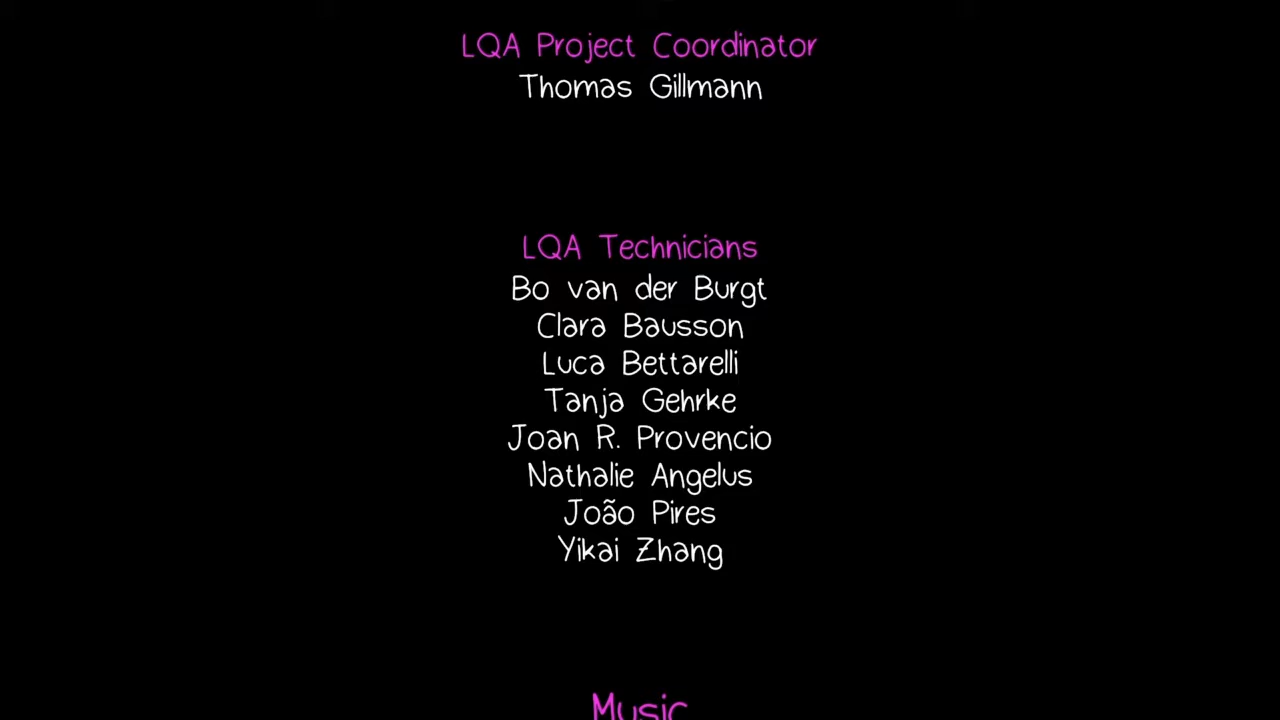 LQA Project Coordinator
Thomas Gillmann
LQA Technicians
Bo van der Burgt
Clara Bausson
Luca Bettarelli
Tanja Gehrke
Joan R. Provencio
Nathalie Angelus
João Pires
Yikai Zhang
Music